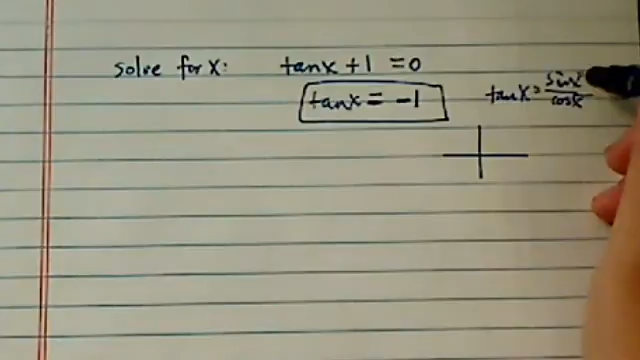 solve for x: tanx + 1 = 0
tanx = -1
tanx = sinx/cosx